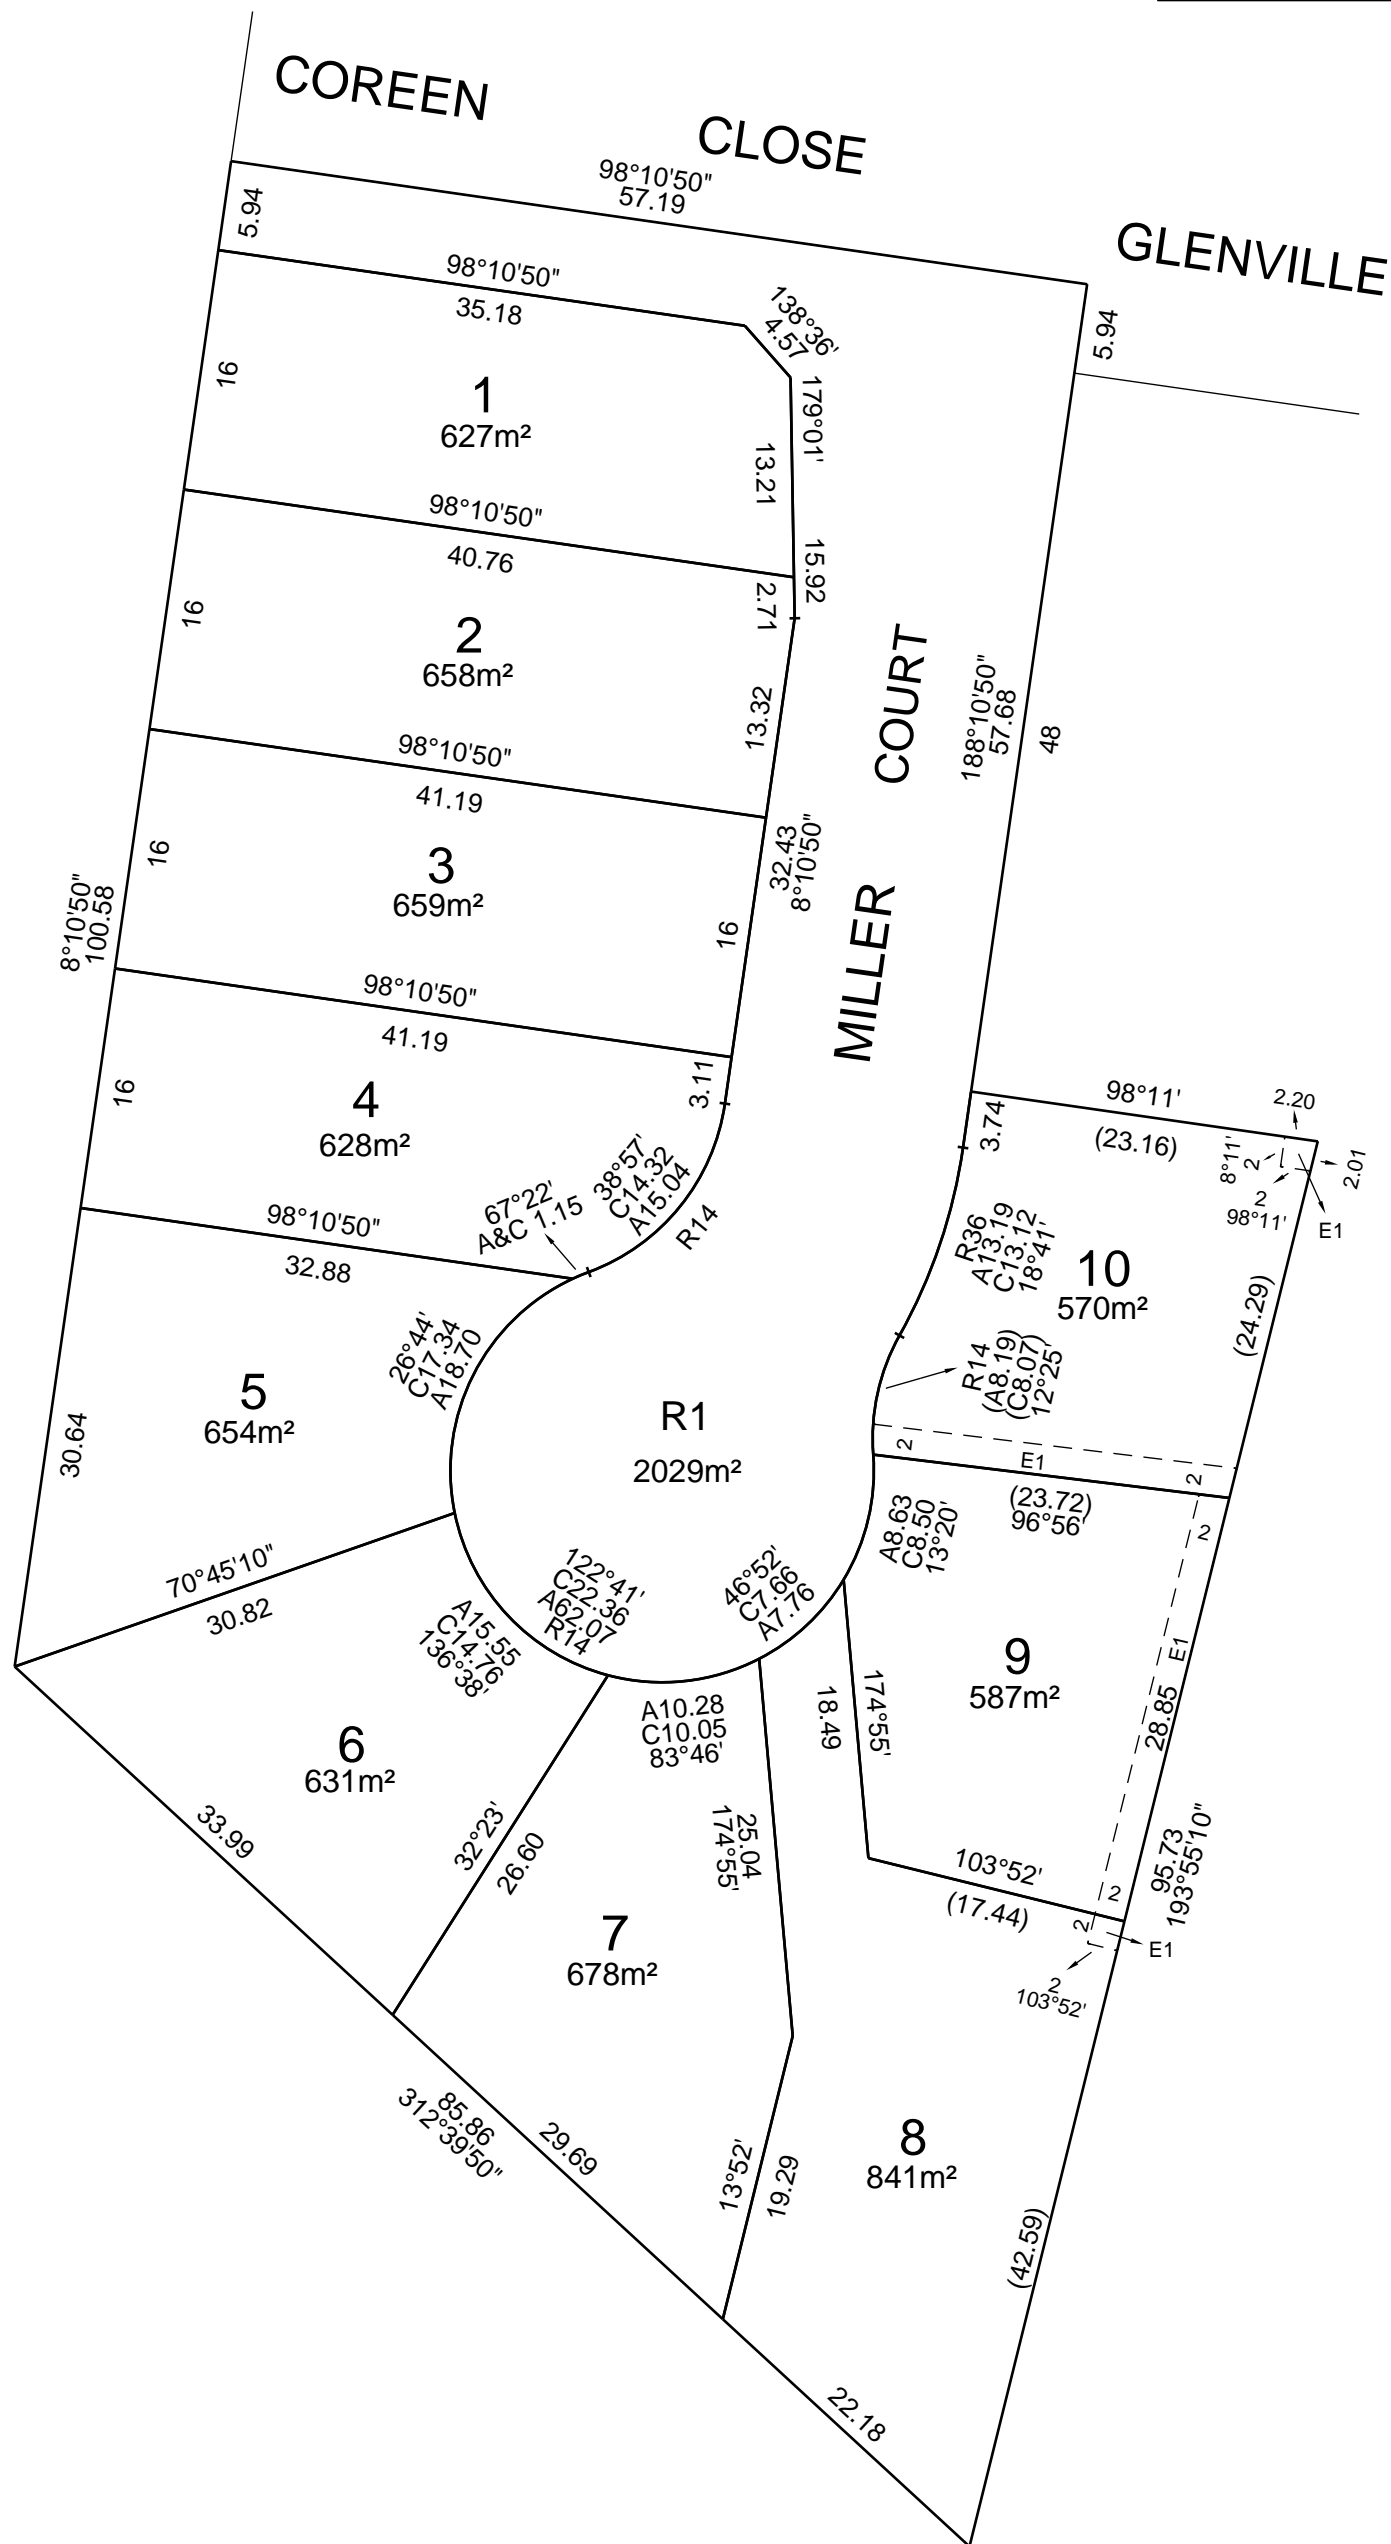 COREEN
CLOSE
GLENVILLE
98°10'50"
57.19
5.94
5.94
98°10'50"
35.18
138°36'
4.57
179°01'
13.21
16
1
627m²
98°10'50"
40.76
15.92
2.71
16
2
658m²
13.32
COURT
188°10'50"
57.68
48
98°10'50"
41.19
32.43
8°10'50"
16
3
659m²
16
MILLER
8°10'50"
100.58
98°10'50"
41.19
3.11
16
4
628m²
38°57'
C14.32
A15.04
R14
67°22'
A&C 1.15
98°11'
(23.16)
3.74
2.20
8°11'
2
2
98°11'
2.01
E1
R36
A13.19
C13.12
18°41'
10
570m²
(24.29)
98°10'50"
32.88
26°44'
C17.34
A18.70
R14
(A8.19)
(C8.07)
12°25'
5
654m²
30.64
R1
2029m²
2
E1
2
(23.72)
96°56'
2
A8.63
C8.50
13°20'
70°45'10"
30.82
A15.55
C14.76
136°38'
122°41'
C22.36
A62.07
R14
46°52'
C7.66
A7.76
9
587m²
E1
28.85
A10.28
C10.05
83°46'
18.49
174°55'
6
631m²
33.99
32°23'
26.60
25.04
174°55'
103°52'
(17.44)
2
2
E1
2
103°52'
95.73
193°55'10"
7
678m²
85.86
312°39'50"
29.69
13°52'
19.29
8
841m²
(42.59)
22.18